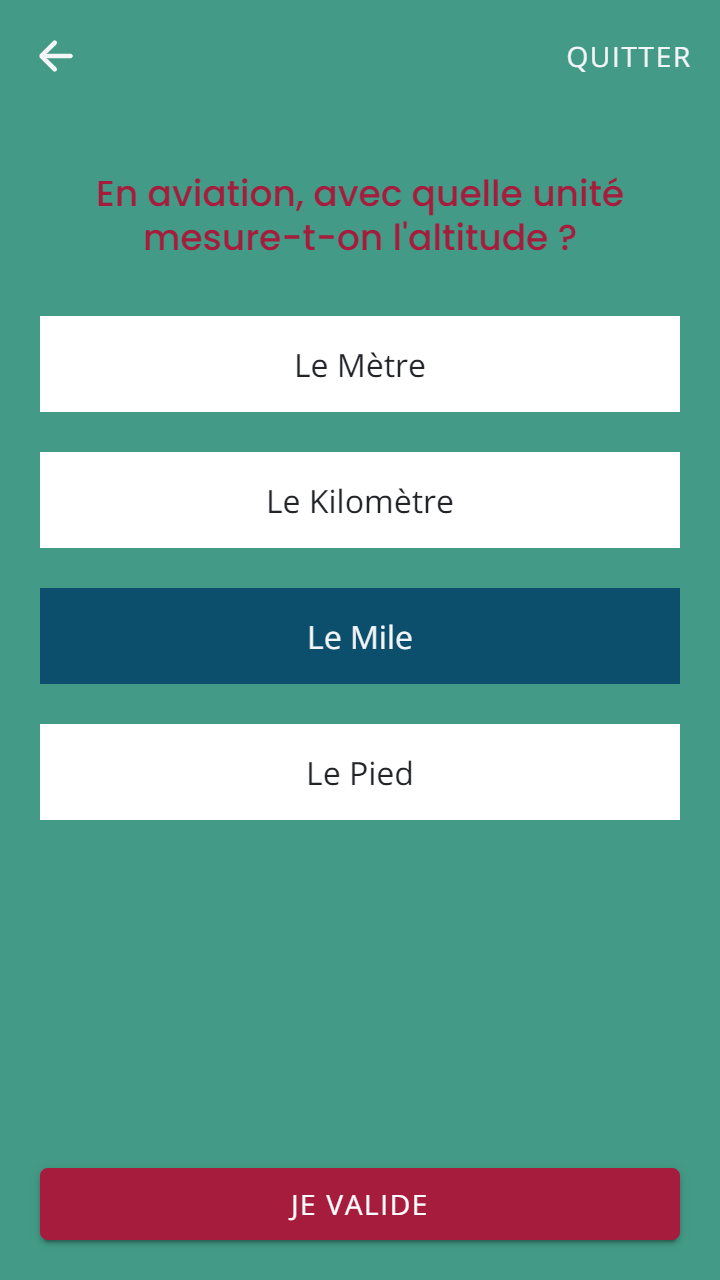 QUITTER
En aviation, avec quelle unité
mesure-t-on l'altitude ?
Le Mètre
Le Kilomètre
Le Mile
Le Pied
JE VALIDE